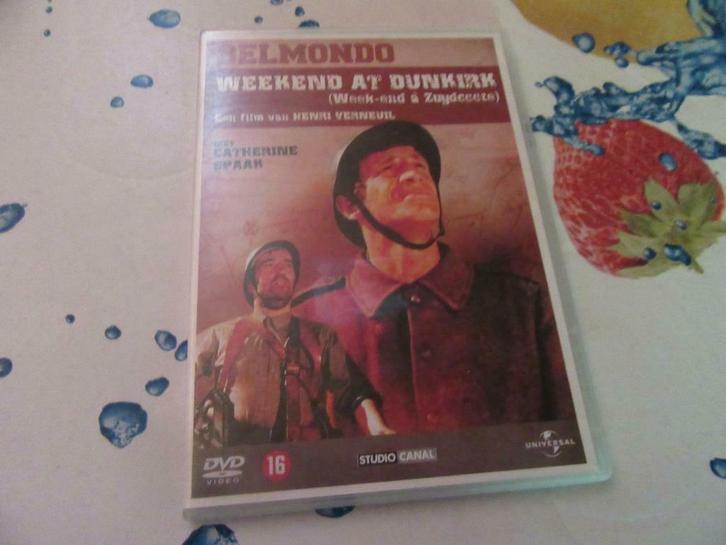 BELMONDO
WEEKEND AT DUNKIRK
(Week-end á Zuydcoote)
Een film van HENRI VERNEUIL
MET
CATHERINE
SPAAK
DVD
VIDEO
16
STUDIO CANAL
UNIVERSAL